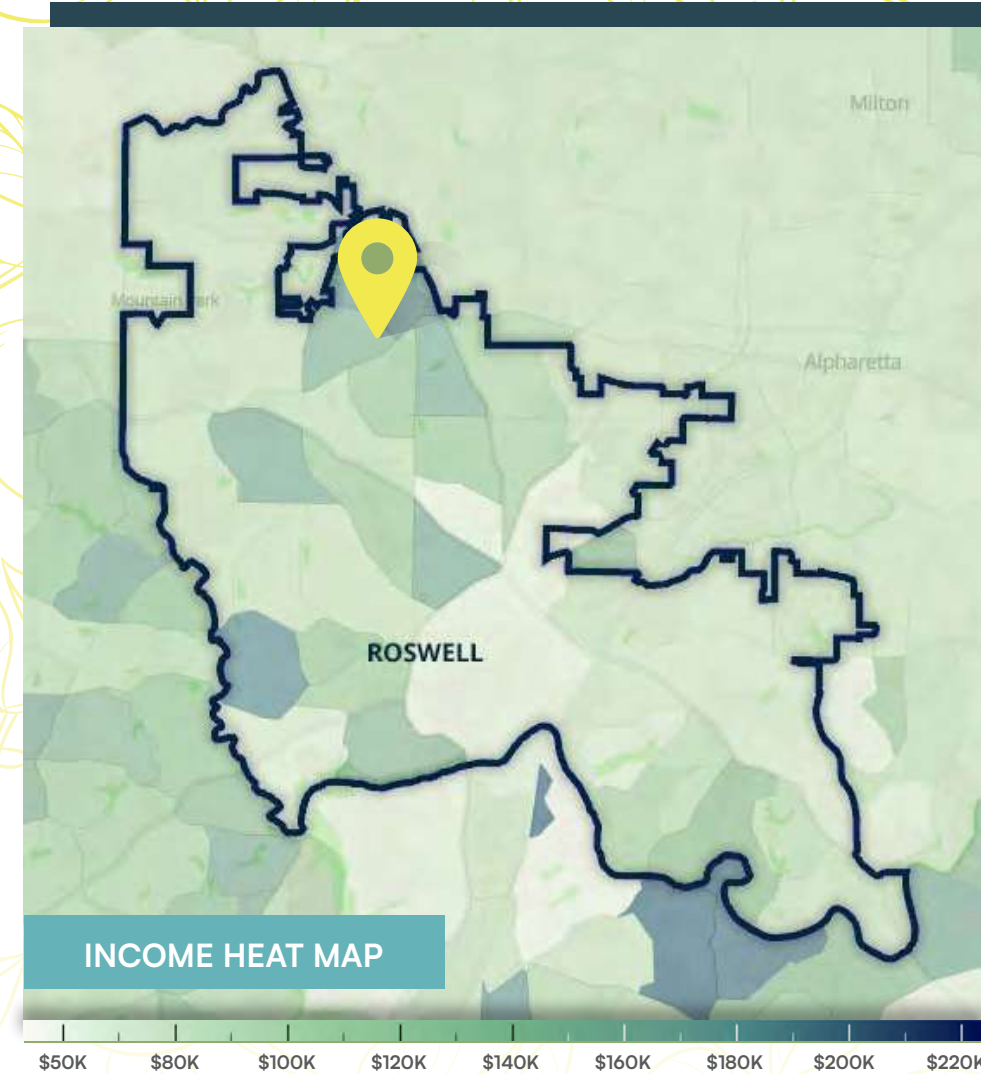 Milton
Mountain Park
Alpharetta
ROSWELL
INCOME HEAT MAP
$50K $80K $100K $120K $140K $160K $180K $200K $220K